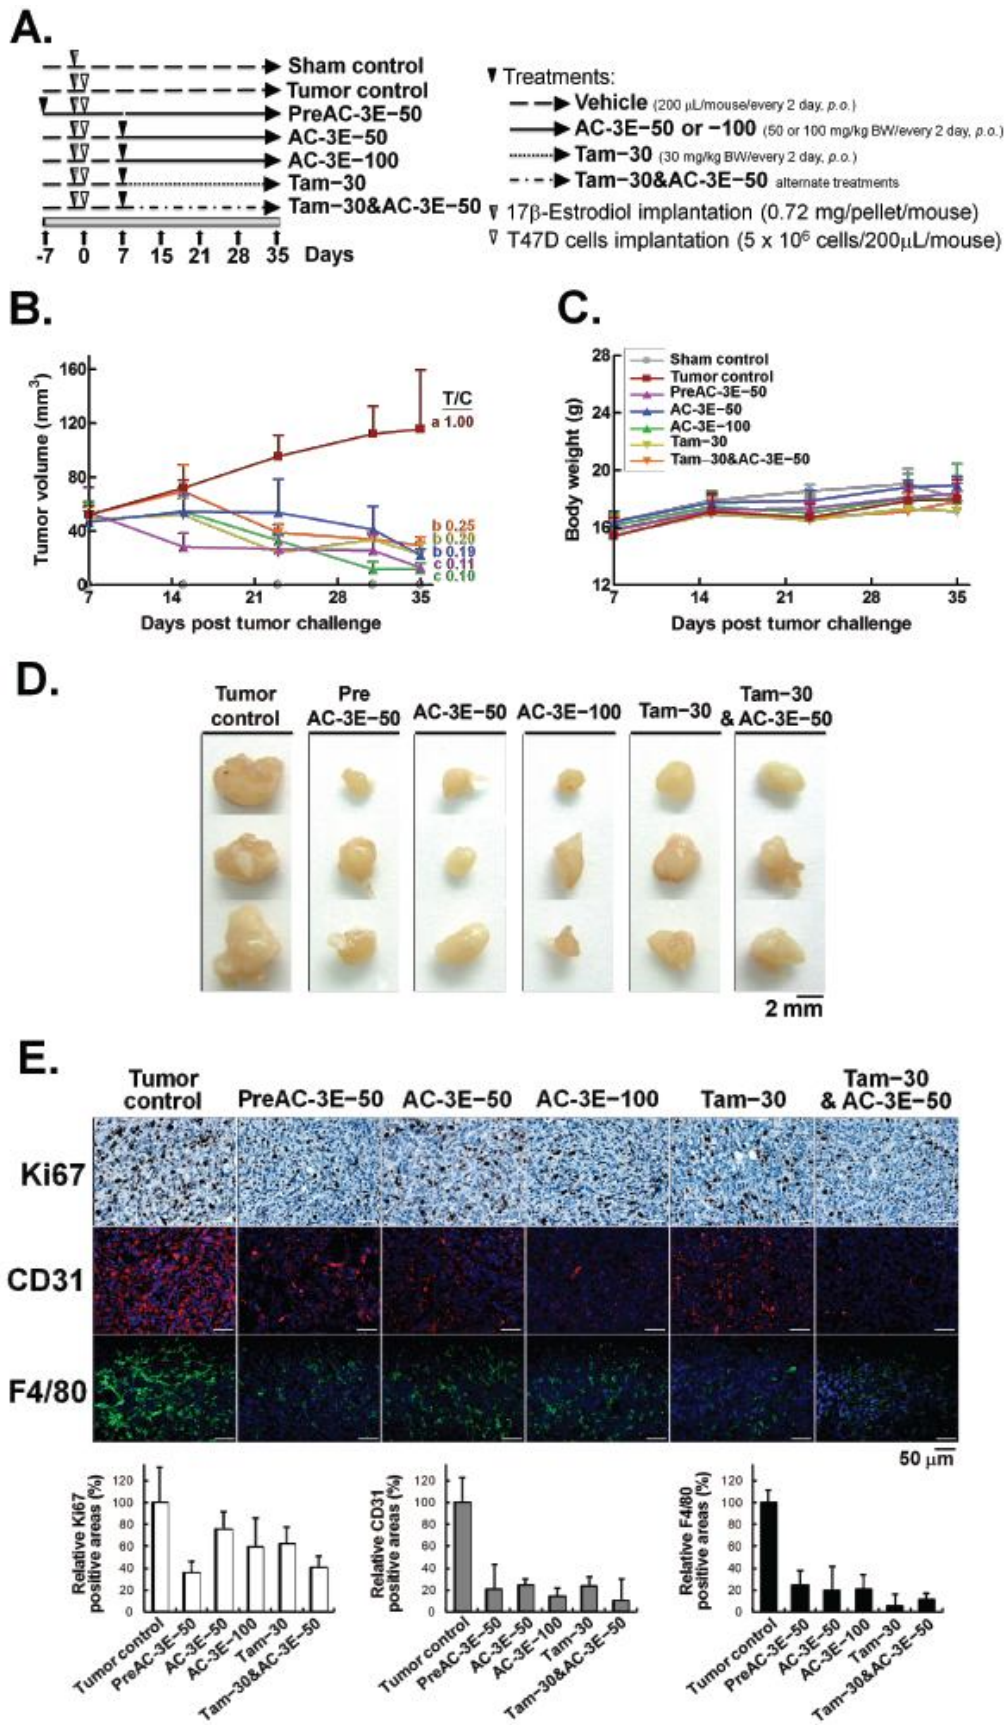 A.
Sham control
Tumor control
PreAC-3E-50
AC-3E-50
AC-3E-100
Tam-30
Tam-30&AC-3E-50
-7 0 7 15 21 28 35 Days
Treatments:
Vehicle (200 μL/mouse/every 2 day, p.o.)
AC-3E-50 or -100 (50 or 100 mg/kg BW/every 2 day, p.o.)
Tam-30 (30 mg/kg BW/every 2 day, p.o.)
Tam-30&AC-3E-50 alternate treatments
17β-Estrodiol implantation (0.72 mg/pellet/mouse)
T47D cells implantation (5 x 10⁶ cells/200μL/mouse)
B.
Tumor volume (mm³)
160
120
80
40
0
T/C
a 1.00
b 0.25
b 0.20
b 0.19
c 0.11
c 0.10
7 14 21 28 35
Days post tumor challenge
C.
Body weight (g)
28
24
20
16
12
Sham control
Tumor control
PreAC-3E-50
AC-3E-50
AC-3E-100
Tam-30
Tam-30&AC-3E-50
7 14 21 28 35
Days post tumor challenge
D.
Tumor control
Pre AC-3E-50
AC-3E-50
AC-3E-100
Tam-30
Tam-30 & AC-3E-50
2 mm
E.
Tumor control
PreAC-3E-50
AC-3E-50
AC-3E-100
Tam-30
Tam-30 & AC-3E-50
Ki67
CD31
F4/80
50 μm
Relative Ki67 positive areas (%)
120
100
80
60
40
20
0
Tumor control
PreAC-3E-50
AC-3E-50
AC-3E-100
Tam-30
Tam-30&AC-3E-50
Relative CD31 positive areas (%)
120
100
80
60
40
20
0
Tumor control
PreAC-3E-50
AC-3E-50
AC-3E-100
Tam-30
Tam-30&AC-3E-50
Relative F4/80 positive areas (%)
120
100
80
60
40
20
0
Tumor control
PreAC-3E-50
AC-3E-50
AC-3E-100
Tam-30
Tam-30&AC-3E-50